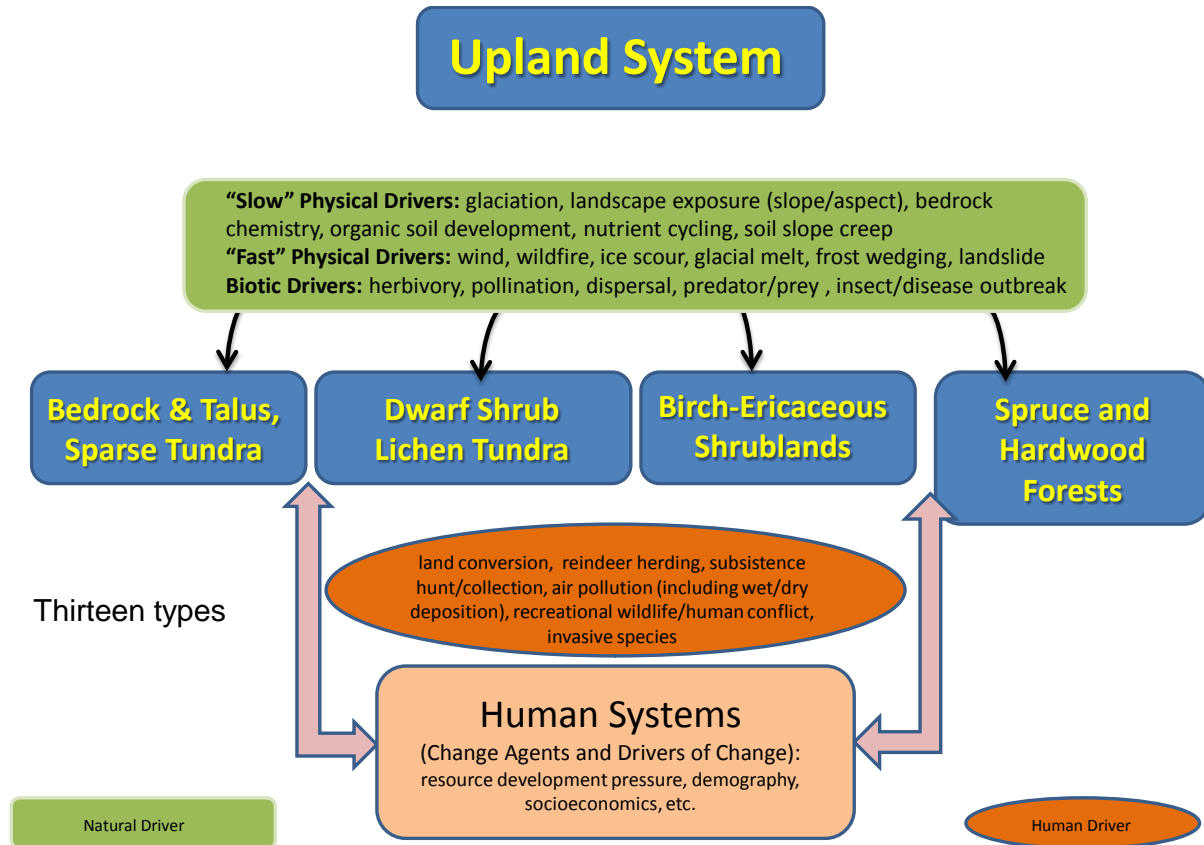 Upland System
“Slow” Physical Drivers: glaciation, landscape exposure (slope/aspect), bedrock
chemistry, organic soil development, nutrient cycling, soil slope creep
“Fast” Physical Drivers: wind, wildfire, ice scour, glacial melt, frost wedging, landslide
Biotic Drivers: herbivory, pollination, dispersal, predator/prey , insect/disease outbreak
Bedrock & Talus,
Sparse Tundra
Dwarf Shrub
Lichen Tundra
Birch-Ericaceous
Shrublands
Spruce and
Hardwood
Forests
land conversion, reindeer herding, subsistence
hunt/collection, air pollution (including wet/dry
deposition), recreational wildlife/human conflict,
invasive species
Thirteen types
Human Systems
(Change Agents and Drivers of Change):
resource development pressure, demography,
socioeconomics, etc.
Natural Driver
Human Driver